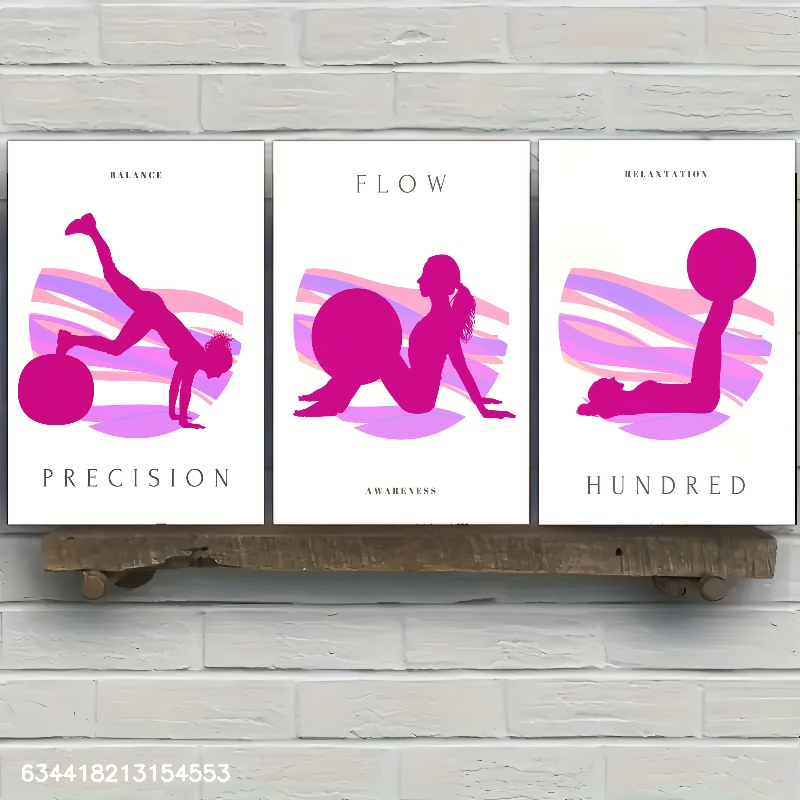 BALANCE
PRECISION
FLOW
AWARENESS
RELAXTATION
HUNDRED
634418213154553